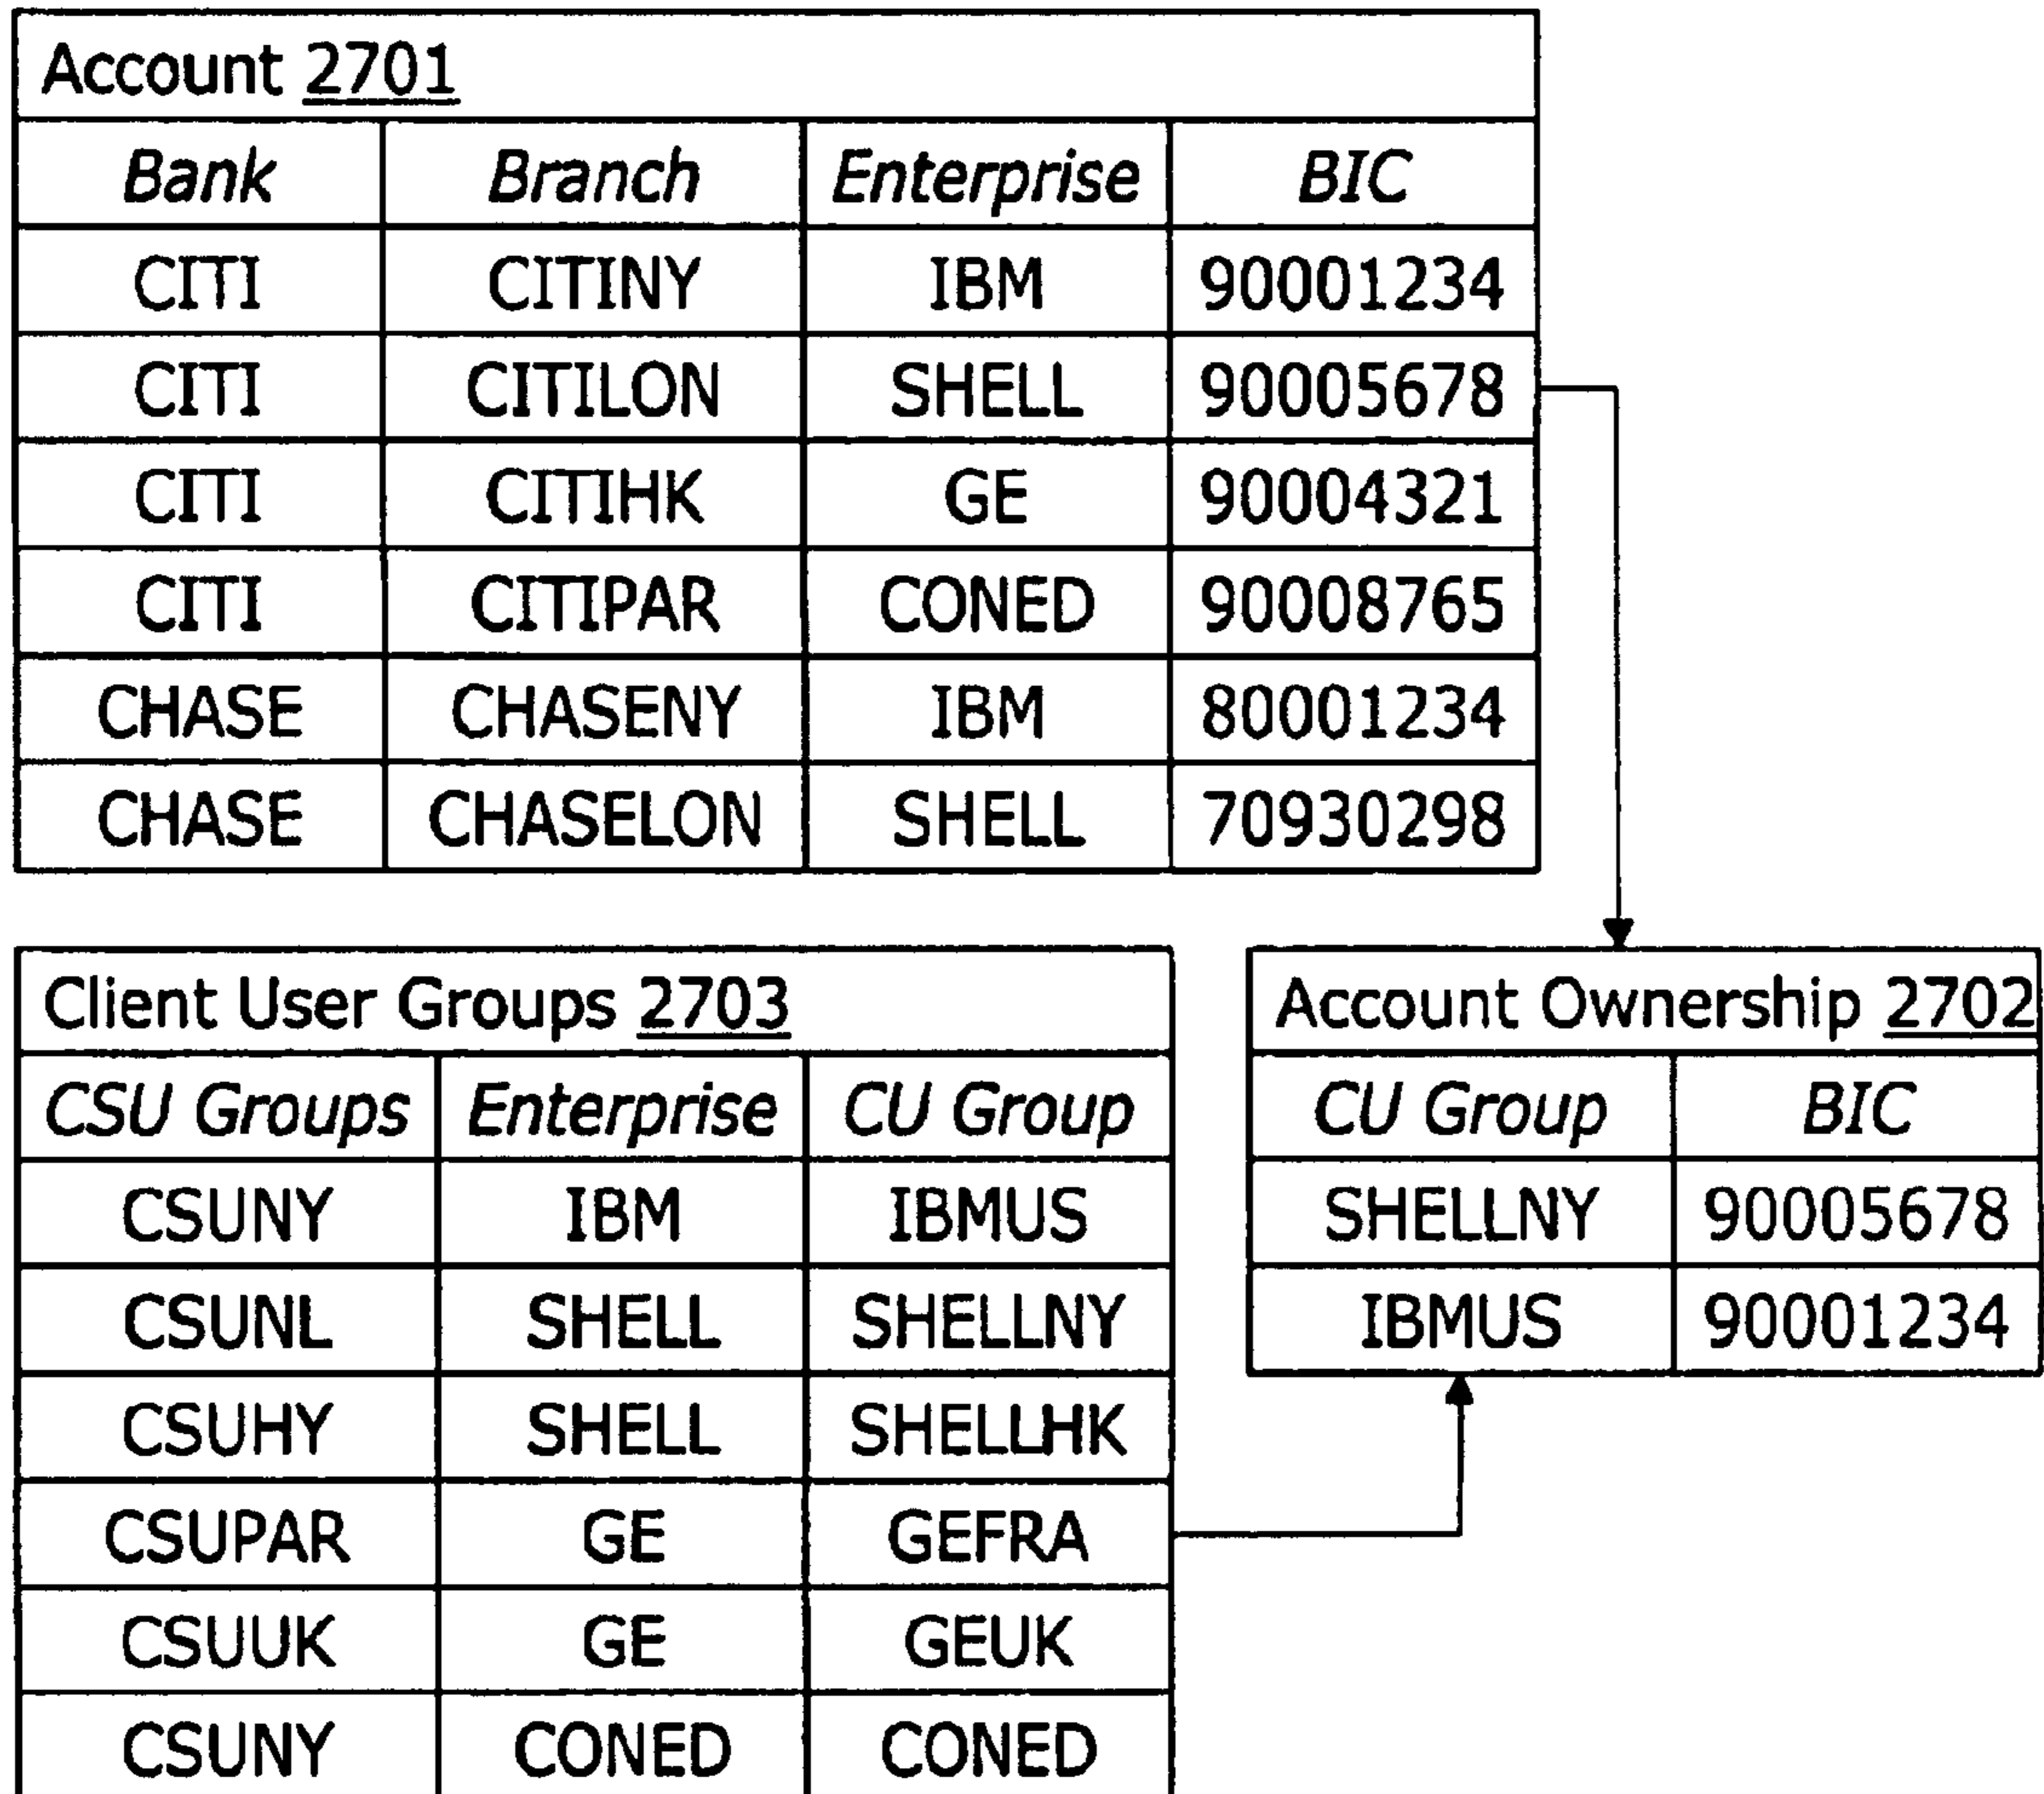 Account 2701
Bank Branch Enterprise BIC
CITI CITINY IBM 90001234
CITI CITILON SHELL 90005678
CITI CITIHK GE 90004321
CITI CITIPAR CONED 90008765
CHASE CHASENY IBM 80001234
CHASE CHASELON SHELL 70930298
Client User Groups 2703
CSU Groups Enterprise CU Group
CSUNY IBM IBMUS
CSUNL SHELL SHELLNY
CSUHY SHELL SHELLHK
CSUPAR GE GEFRA
CSUUK GE GEUK
CSUNY CONED CONED
Account Ownership 2702
CU Group BIC
SHELLNY 90005678
IBMUS 90001234